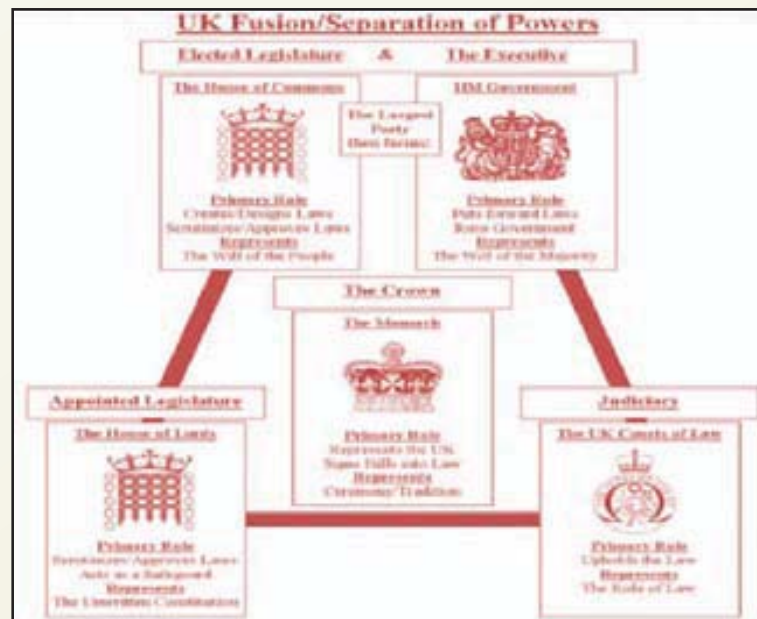 UK Fusion/Separation of Powers
Elected Legislature & The Executive
The House of Commons
The Largest
Party
then forms:
Primary Role
Creates/Designs Laws
Scrutinizes/Approves Laws
Represents
The Will of the People
HM Government
Primary Role
Puts forward Laws
Runs Government
Represents
The Will of the Majority
The Crown
The Monarch
Primary Role
Represents the UK
Signs Bills into Law
Represents
Ceremony/Tradition
Appointed Legislature
The House of Lords
Primary Role
Scrutinizes/Approves Laws
Acts as a Safeguard
Represents
The Unwritten Constitution
Judiciary
The UK Courts of Law
Primary Role
Upholds the Law
Represents
The Rule of Law